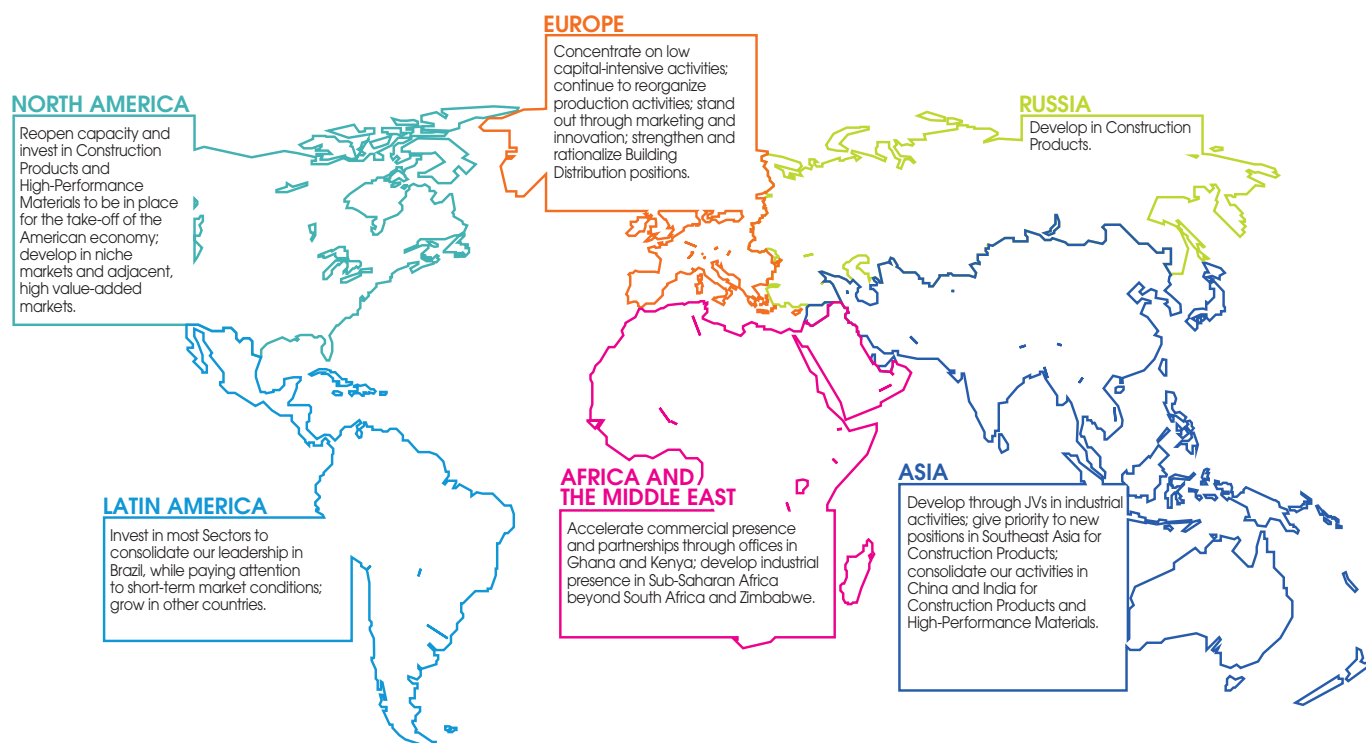 EUROPE
Concentrate on low
capital-intensive activities;
continue to reorganize
production activities; stand
out through marketing and
innovation; strengthen and
rationalize Building
Distribution positions.
NORTH AMERICA
Reopen capacity and
invest in Construction
Products and
High-Performance
Materials to be in place
for the take-off of the
American economy;
develop in niche
markets and adjacent,
high value-added
markets.
RUSSIA
Develop in Construction
Products.
LATIN AMERICA
Invest in most Sectors to
consolidate our leadership in
Brazil, while paying attention
to short-term market conditions;
grow in other countries.
AFRICA AND
THE MIDDLE EAST
Accelerate commercial presence
and partnerships through offices in
Ghana and Kenya; develop industrial
presence in Sub-Saharan Africa
beyond South Africa and Zimbabwe.
ASIA
Develop through JVs in industrial
activities; give priority to new
positions in Southeast Asia for
Construction Products;
consolidate our activities in
China and India for
Construction Products and
High-Performance Materials.